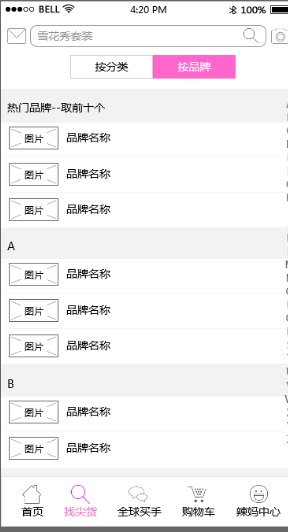 BELL 4:20 PM 100%
雪花秀套装
按分类 按品牌
热门品牌--取前十个
图片 品牌名称
图片 品牌名称
图片 品牌名称
A
图片 品牌名称
图片 品牌名称
图片 品牌名称
B
图片 品牌名称
图片 品牌名称
首页 找尖货 全球买手 购物车 辣妈中心